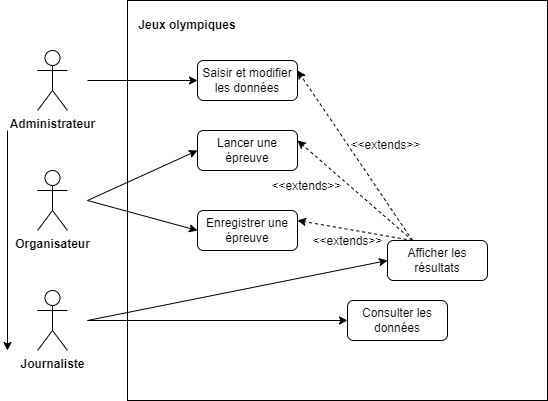 Jeux olympiques
Saisir et modifier
les données
Administrateur
Lancer une
épreuve
<<extends>>
<<extends>>
Enregistrer une
épreuve
<<extends>>
Organisateur
Afficher les
résultats
Consulter les
données
Journaliste